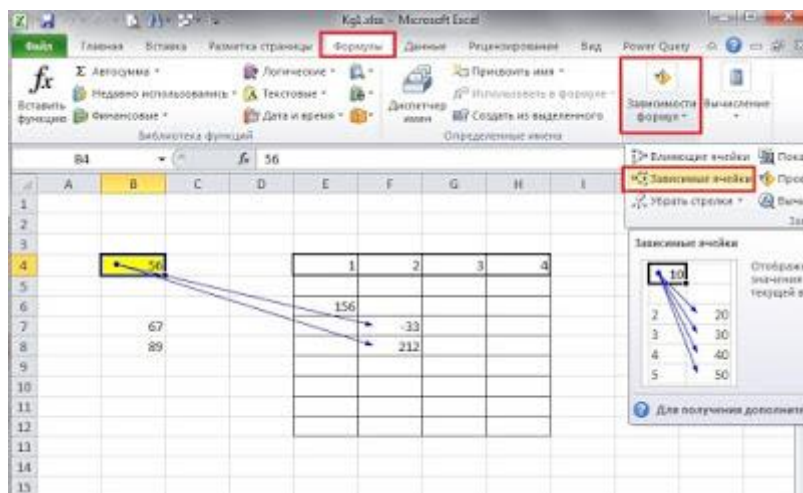 Kg1.xlsx - Microsoft Excel
Файл Главная Вставка Разметка страницы Формулы Данные Рецензирование Вид Power Query
fx Σ Автосумма Логические Присвоить имя
Вставить функцию Недавно использовались Текстовые Диспетчер имен Использовать в формуле Зависимости формул Вычисление
Финансовые Дата и время Создать из выделенного
Библиотека функций Определенные имена
B4 fx 56
Влияющие ячейки
Зависимые ячейки
Убрать стрелки
A B C D E F G H I
1
2
3
4 56 1 2 3 4
5
6 156
7 67 -33
8 89 212
9
10
11
12
13
14
15
Зависимые ячейки
10
2 20
3 30
4 40
5 50
Для получения